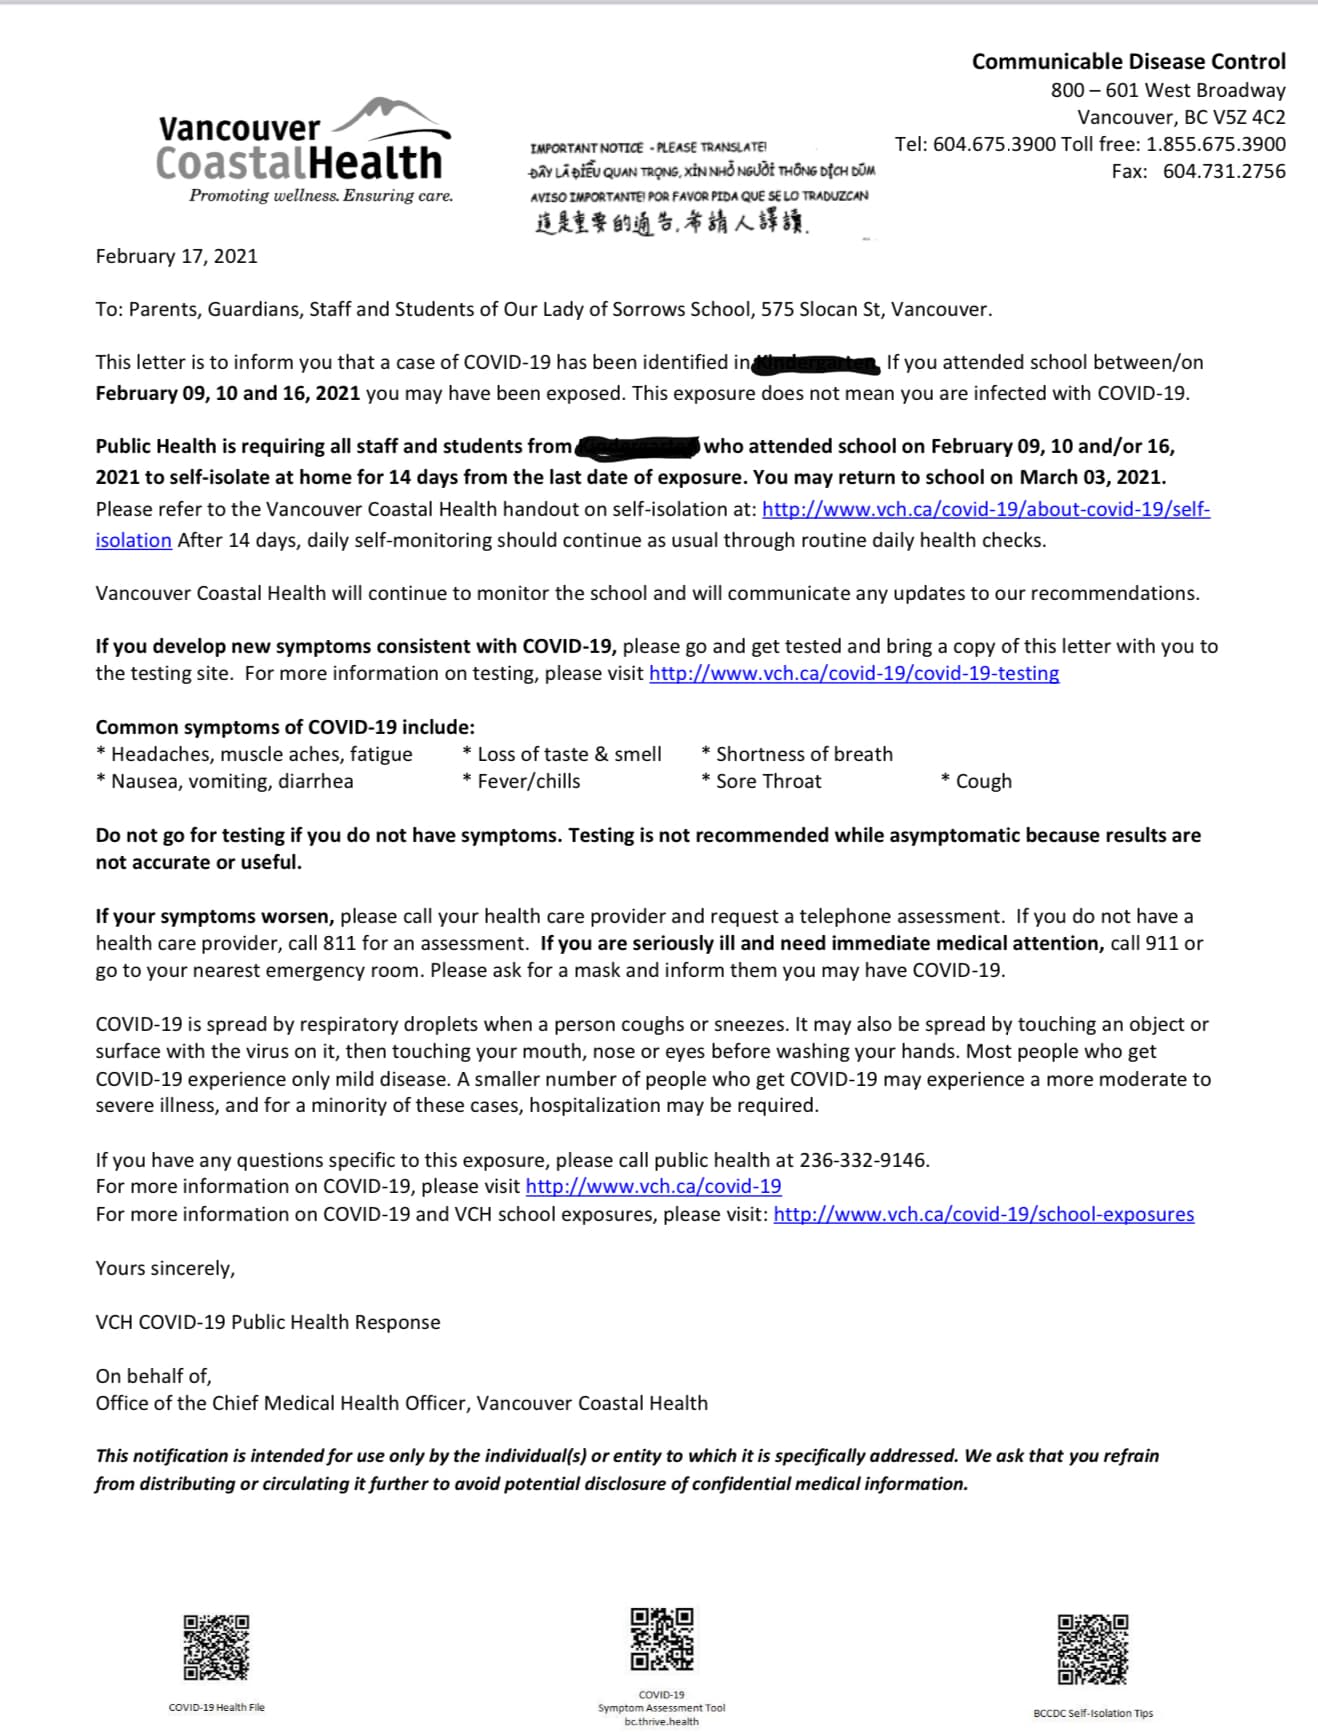 Communicable Disease Control
800 – 601 West Broadway
Vancouver, BC V5Z 4C2
Tel: 604.675.3900 Toll free: 1.855.675.3900
Fax: 604.731.2756
Vancouver
CoastalHealth
Promoting wellness. Ensuring care.
IMPORTANT NOTICE - PLEASE TRANSLATE!
ĐÂY LÀ ĐIỀU QUAN TRỌNG, XIN NHỜ NGƯỜI THÔNG DỊCH DÙM
AVISO IMPORTANTE! POR FAVOR PIDA QUE SE LO TRADUZCAN
這是重要的通告,希請人譯讀.
February 17, 2021
To: Parents, Guardians, Staff and Students of Our Lady of Sorrows School, 575 Slocan St, Vancouver.
This letter is to inform you that a case of COVID-19 has been identified in If you attended school between/on
February 09, 10 and 16, 2021 you may have been exposed. This exposure does not mean you are infected with COVID-19.
Public Health is requiring all staff and students from who attended school on February 09, 10 and/or 16,
2021 to self-isolate at home for 14 days from the last date of exposure. You may return to school on March 03, 2021.
Please refer to the Vancouver Coastal Health handout on self-isolation at: http://www.vch.ca/covid-19/about-covid-19/self-
isolation After 14 days, daily self-monitoring should continue as usual through routine daily health checks.
Vancouver Coastal Health will continue to monitor the school and will communicate any updates to our recommendations.
If you develop new symptoms consistent with COVID-19, please go and get tested and bring a copy of this letter with you to
the testing site. For more information on testing, please visit http://www.vch.ca/covid-19/covid-19-testing
Common symptoms of COVID-19 include:
* Headaches, muscle aches, fatigue * Loss of taste & smell * Shortness of breath
* Nausea, vomiting, diarrhea * Fever/chills * Sore Throat * Cough
Do not go for testing if you do not have symptoms. Testing is not recommended while asymptomatic because results are
not accurate or useful.
If your symptoms worsen, please call your health care provider and request a telephone assessment. If you do not have a
health care provider, call 811 for an assessment. If you are seriously ill and need immediate medical attention, call 911 or
go to your nearest emergency room. Please ask for a mask and inform them you may have COVID-19.
COVID-19 is spread by respiratory droplets when a person coughs or sneezes. It may also be spread by touching an object or
surface with the virus on it, then touching your mouth, nose or eyes before washing your hands. Most people who get
COVID-19 experience only mild disease. A smaller number of people who get COVID-19 may experience a more moderate to
severe illness, and for a minority of these cases, hospitalization may be required.
If you have any questions specific to this exposure, please call public health at 236-332-9146.
For more information on COVID-19, please visit http://www.vch.ca/covid-19
For more information on COVID-19 and VCH school exposures, please visit: http://www.vch.ca/covid-19/school-exposures
Yours sincerely,
VCH COVID-19 Public Health Response
On behalf of,
Office of the Chief Medical Health Officer, Vancouver Coastal Health
This notification is intended for use only by the individual(s) or entity to which it is specifically addressed. We ask that you refrain
from distributing or circulating it further to avoid potential disclosure of confidential medical information.
COVID-19 Health File
COVID-19
Symptom Assessment Tool
bc.thrive.health
BCCDC Self-Isolation Tips